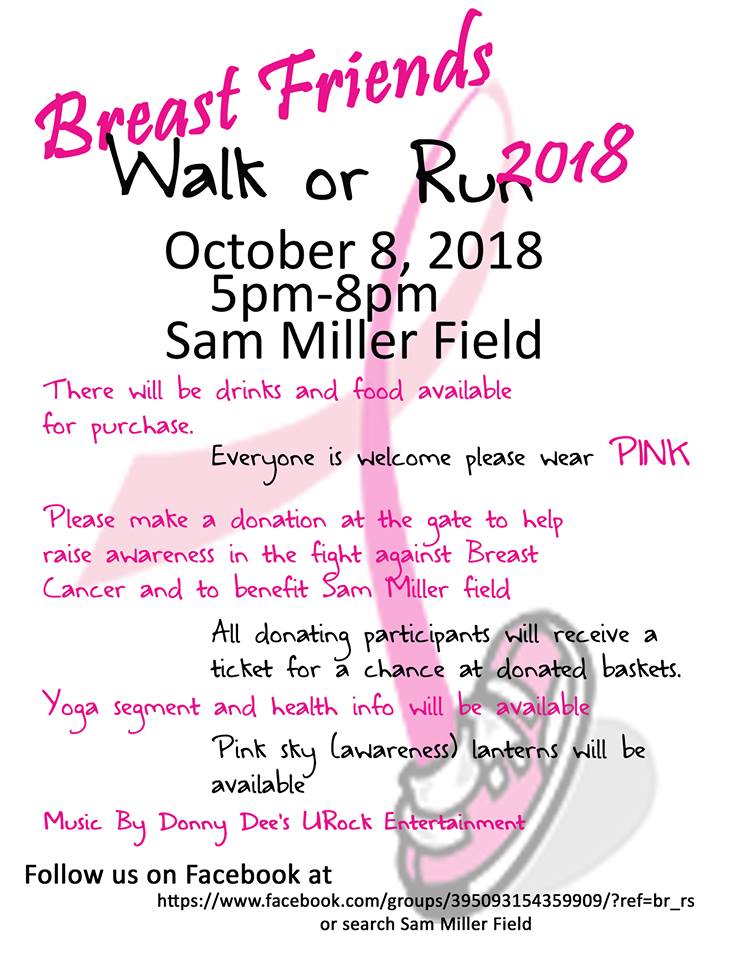 Breast Friends
Walk or Run 2018
October 8, 2018
5pm-8pm
Sam Miller Field
There will be drinks and food available
for purchase.
Everyone is welcome please wear PINK
Please make a donation at the gate to help
raise awareness in the fight against Breast
Cancer and to benefit Sam Miller field
All donating participants will receive a
ticket for a chance at donated baskets.
Yoga segment and health info will be available
Pink sky (awareness) lanterns will be
available
Music By Donny Dee's URock Entertainment
Follow us on Facebook at
https://www.facebook.com/groups/395093154359909/?ref=br_rs
or search Sam Miller Field